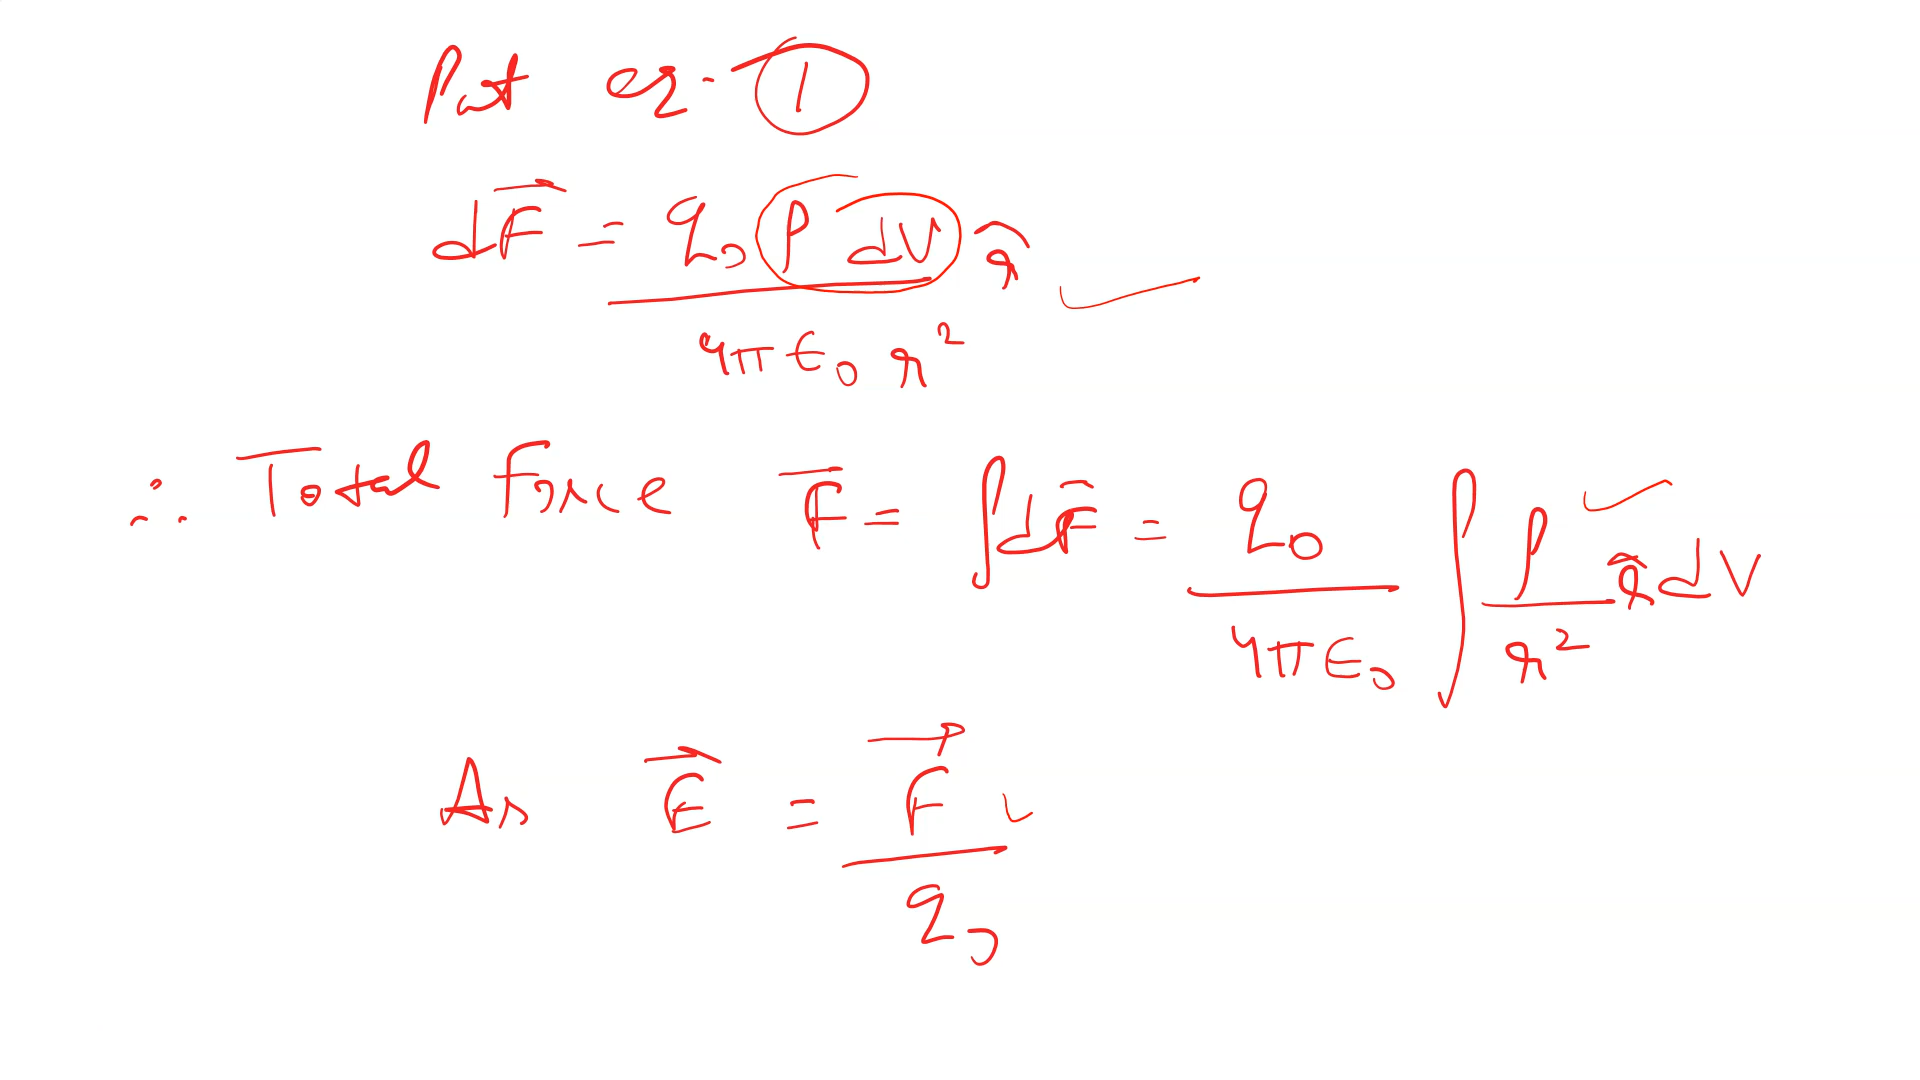 Put eq. ①
dF⃗ = q₀ ρ dV / 4πε₀ r² r̂
∴ Total force F⃗ = ∫dF⃗ = q₀ / 4πε₀ ∫ ρ / r² r̂ dV
As E⃗ = F⃗ / q₀